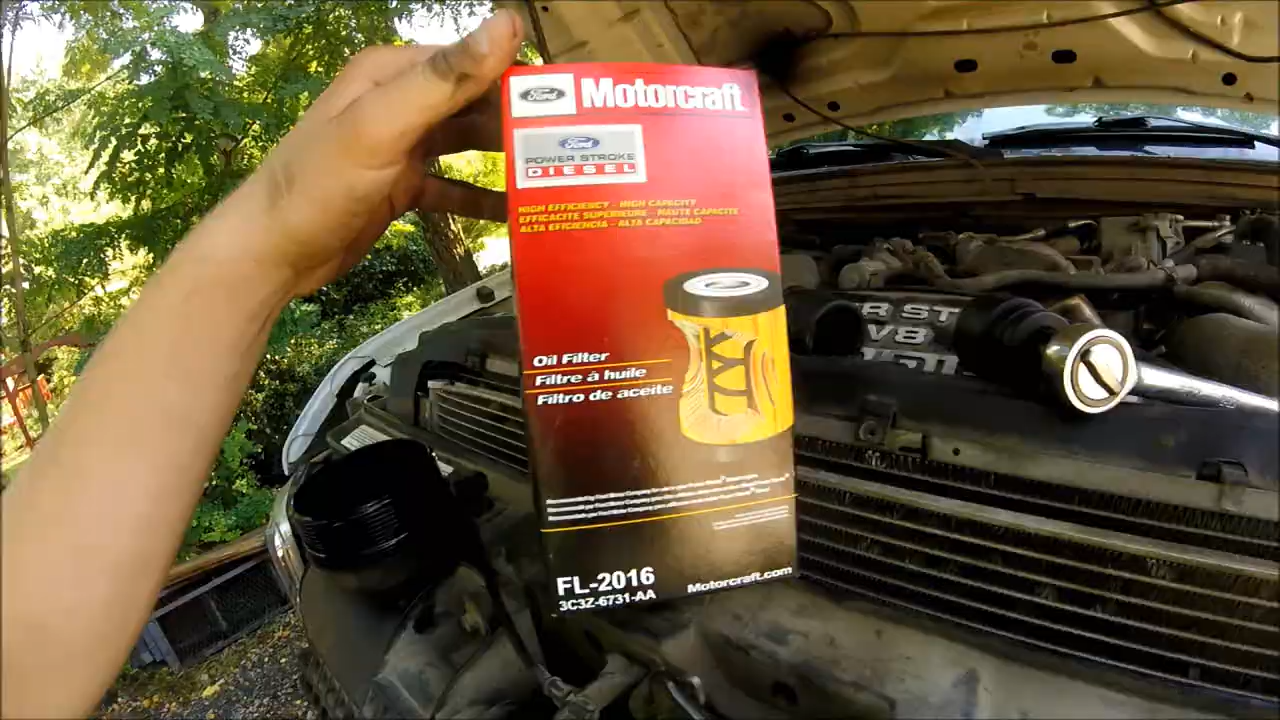 Ford
Motorcraft
Ford
POWER STROKE
DIESEL
HIGH EFFICIENCY - HIGH CAPACITY
EFFICACITE SUPERIEURE - HAUTE CAPACITE
ALTA EFICIENCIA - ALTA CAPACIDAD
R ST
V8
Oil Filter
Filtre à huile
Filtro de aceite
FL-2016
3C3Z-6731-AA
Motorcraft.com